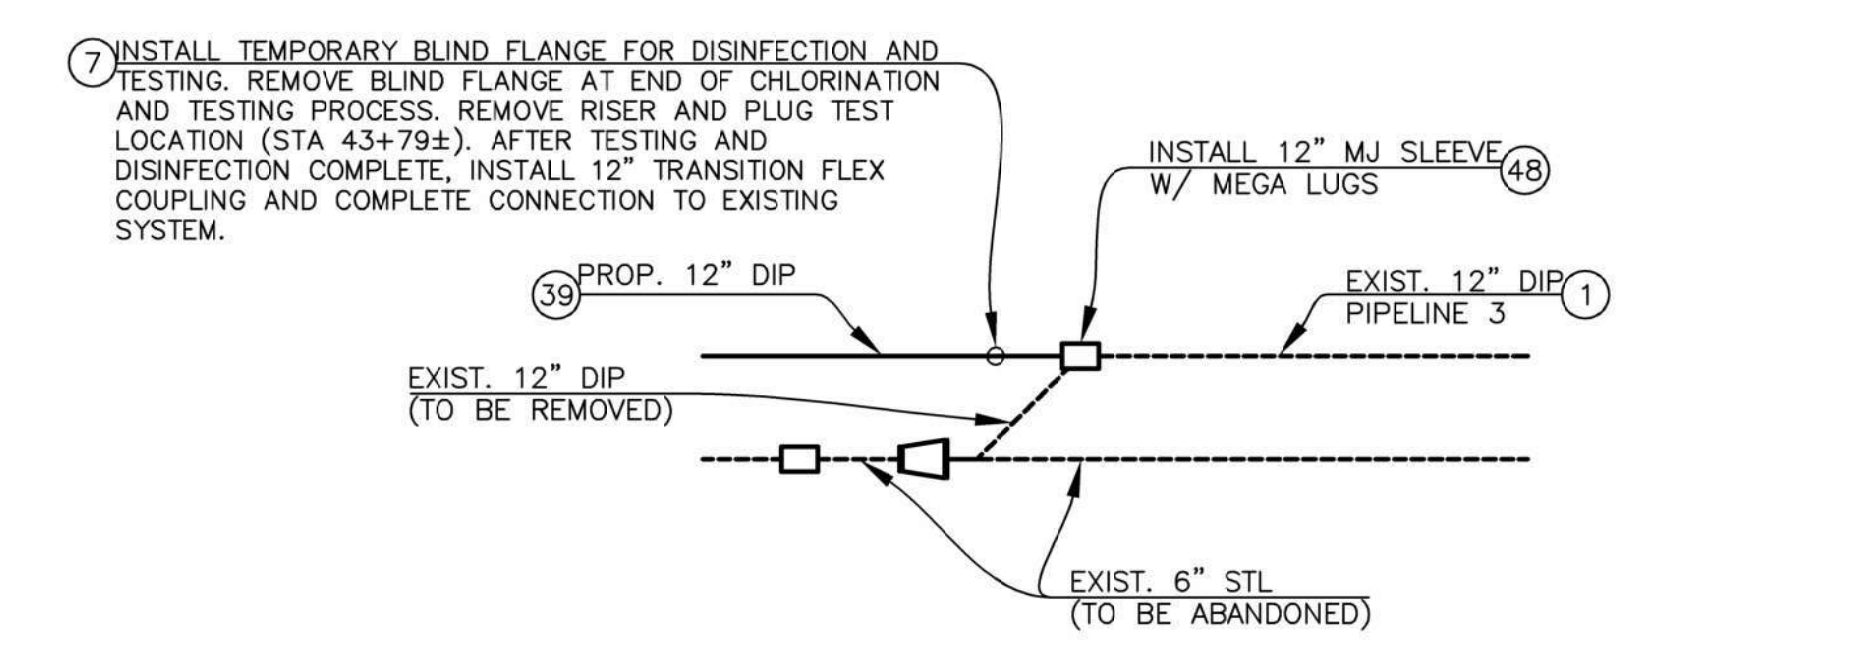 7 INSTALL TEMPORARY BLIND FLANGE FOR DISINFECTION AND
TESTING. REMOVE BLIND FLANGE AT END OF CHLORINATION
AND TESTING PROCESS. REMOVE RISER AND PLUG TEST
LOCATION (STA 43+79±). AFTER TESTING AND
DISINFECTION COMPLETE, INSTALL 12" TRANSITION FLEX
COUPLING AND COMPLETE CONNECTION TO EXISTING
SYSTEM.
INSTALL 12" MJ SLEEVE 48
W/ MEGA LUGS
39 PROP. 12" DIP
EXIST. 12" DIP 1
PIPELINE 3
EXIST. 12" DIP
(TO BE REMOVED)
EXIST. 6" STL
(TO BE ABANDONED)